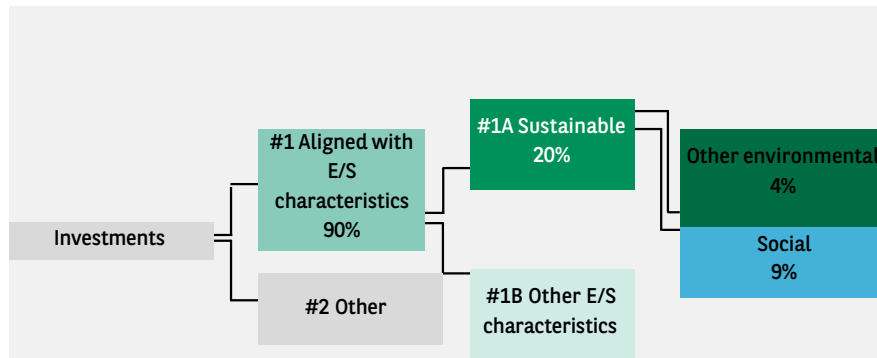 Investments
#1 Aligned with
E/S
characteristics
90%
#2 Other
#1A Sustainable
20%
#1B Other E/S
characteristics
Other environmental
4%
Social
9%